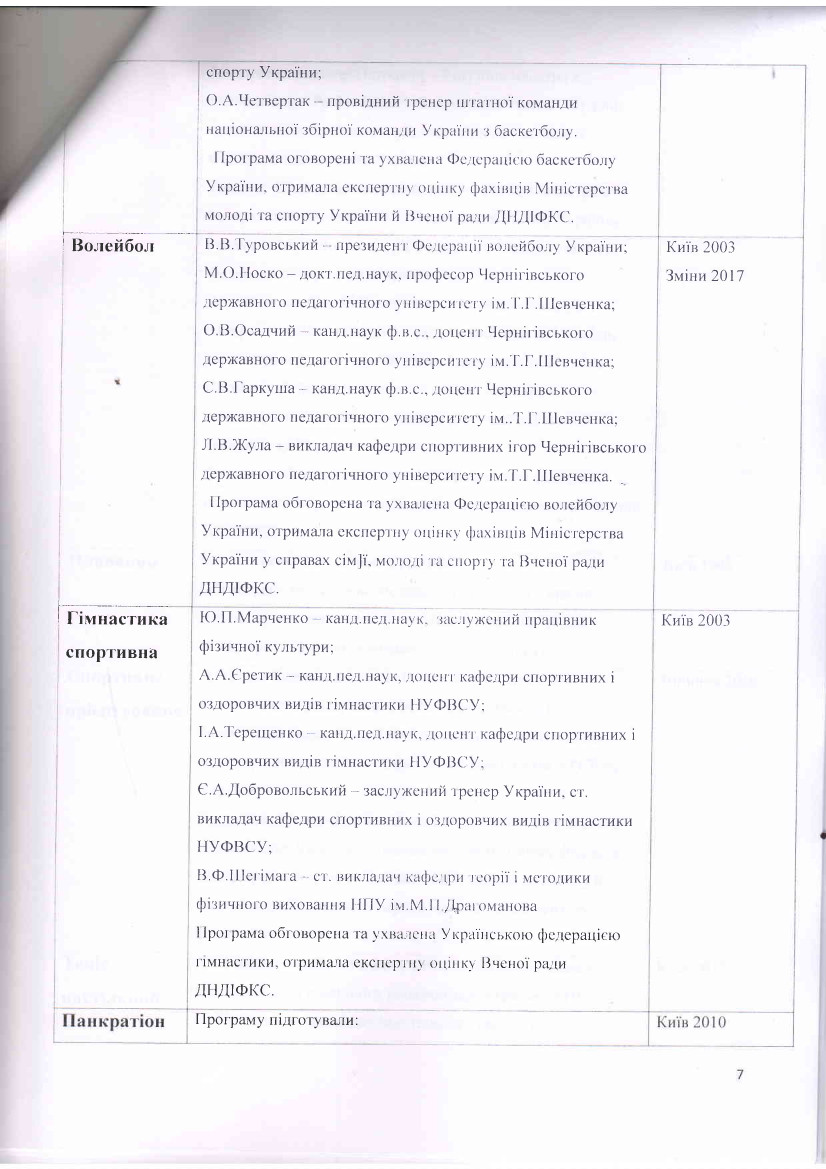 спорту України;
О.А.Четвертак – провідний тренер штатної команди
національної збірної команди України з баскетболу.
Програма оговорені та ухвалена Федерацією баскетболу
України, отримала експертну оцінку фахівців Міністерства
молоді та спорту України й Вченої ради ДНДІФКС.
Волейбол
В.В.Туровський – президент Федерації волейболу України;
Київ 2003
М.О.Носко – докт.пед.наук, професор Чернігівського
Зміни 2017
державного педагогічного університету ім.Т.Г.Шевченка;
О.В.Осадчий – канд.наук ф.в.с., доцент Чернігівського
державного педагогічного університету ім.Т.Г.Шевченка;
С.В.Гаркуша – канд.наук ф.в.с., доцент Чернігівського
державного педагогічного університету ім..Т.Г.Шевченка;
Л.В.Жула – викладач кафедри спортивних ігор Чернігівського
державного педагогічного університету ім.Т.Г.Шевченка.
Програма обговорена та ухвалена Федерацією волейболу
України, отримала експертну оцінку фахівців Міністерства
України у справах сім]ї, молоді та спорту та Вченої ради
ДНДІФКС.
Гімнастика
спортивна
Ю.П.Марченко – канд.пед.наук, заслужений працівник
Київ 2003
фізичної культури;
А.А.Єретик – канд.пед.наук, доцент кафедри спортивних і
оздоровчих видів гімнастики НУФВСУ;
І.А.Терещенко – канд.пед.наук, доцент кафедри спортивних і
оздоровчих видів гімнастики НУФВСУ;
Є.А.Добровольський – заслужений тренер України, ст.
викладач кафедри спортивних і оздоровчих видів гімнастики
НУФВСУ;
В.Ф.Шегімага – ст. викладач кафедри теорії і методики
фізичного виховання НПУ ім.М.П.Драгоманова
Програма обговорена та ухвалена Українською федерацією
гімнастики, отримала експертну оцінку Вченої ради
ДНДІФКС.
Панкратіон
Програму підготували:
Київ 2010
7